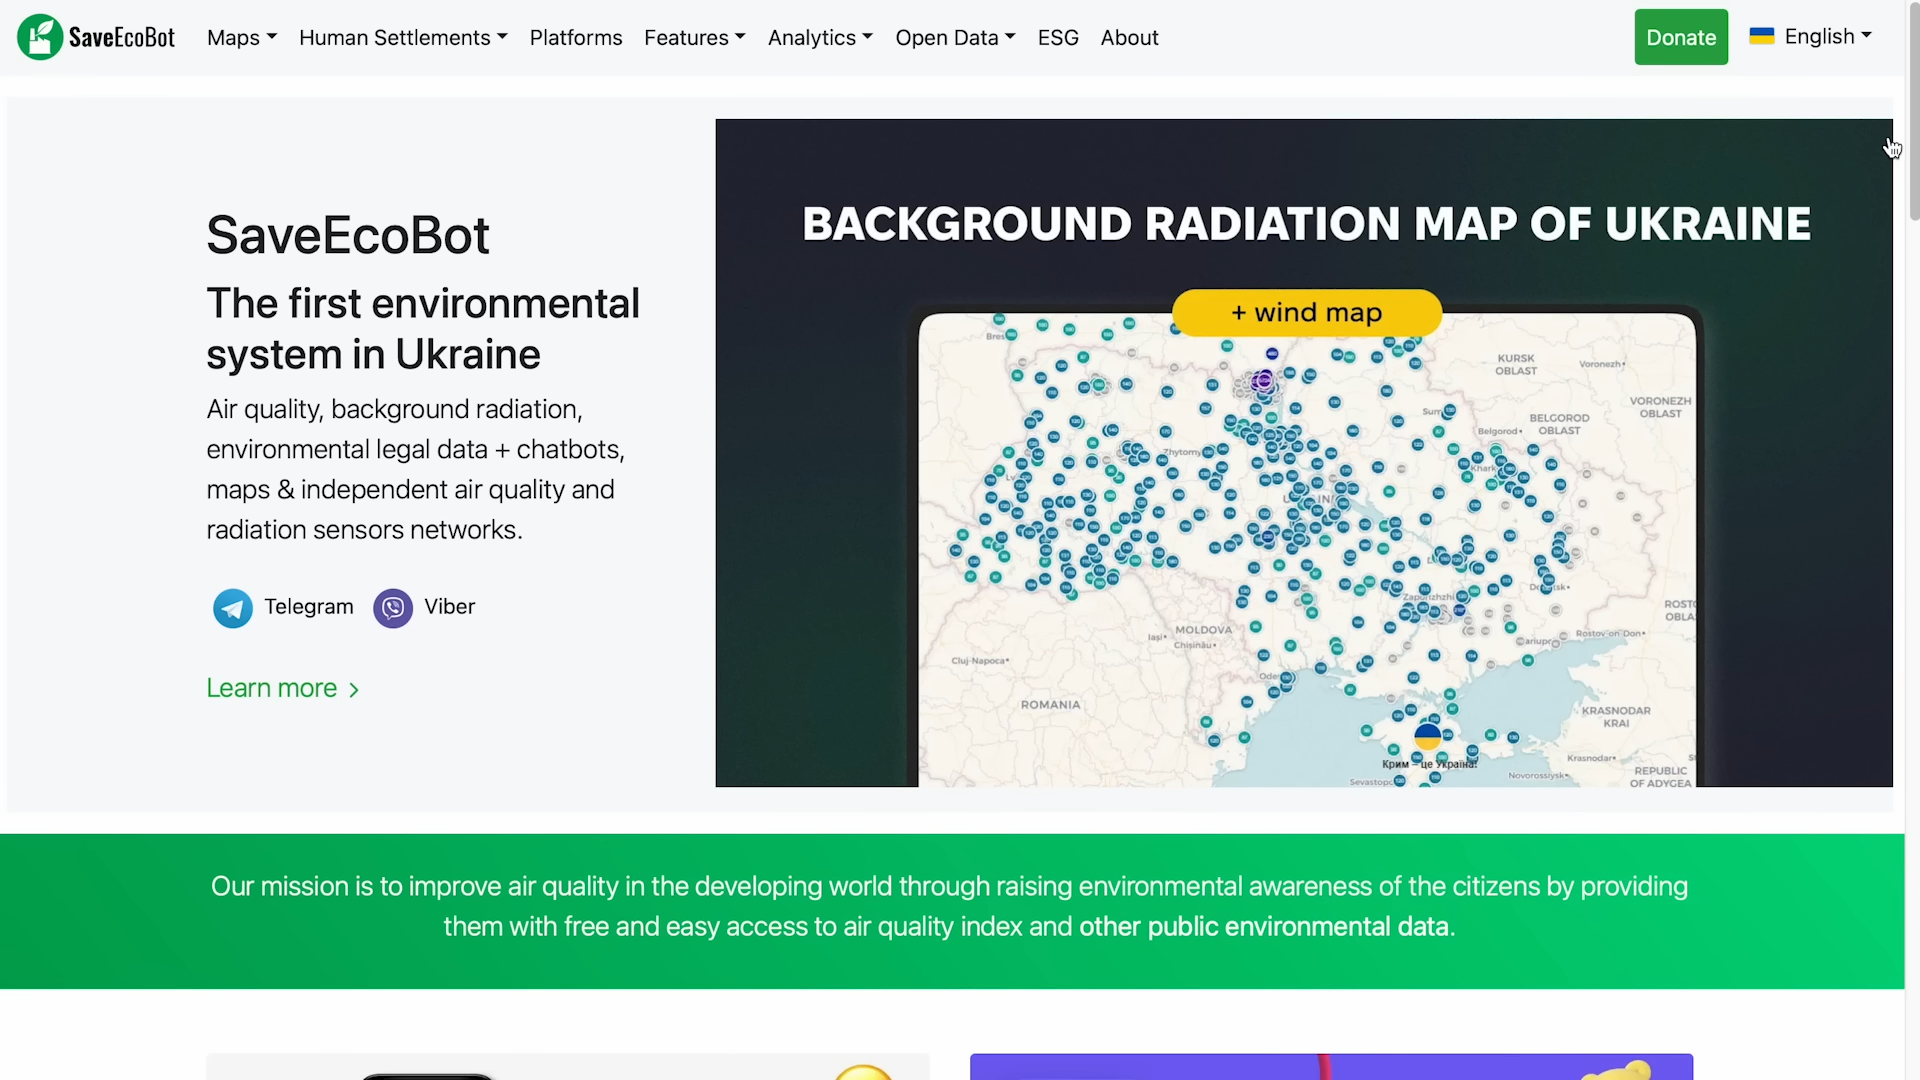 SaveEcoBot
Maps
Human Settlements
Platforms
Features
Analytics
Open Data
ESG
About
Donate
English
SaveEcoBot
The first environmental
system in Ukraine
Air quality, background radiation,
environmental legal data + chatbots,
maps & independent air quality and
radiation sensors networks.
Telegram
Viber
Learn more
BACKGROUND RADIATION MAP OF UKRAINE
+ wind map
KURSK
OBLAST
Voronezh
VORONEZH
OBLAST
BELGOROD
OBLAST
Belgorod
MOLDOVA
Iași
Chișinău
Cluj-Napoca
ROMANIA
Rostov-on-Don
KRASNODAR
KRAI
Krasnodar
Novorossiysk
REPUBLIC
OF ADYGEA
Крим – це Україна!
Our mission is to improve air quality in the developing world through raising environmental awareness of the citizens by providing
them with free and easy access to air quality index and other public environmental data.